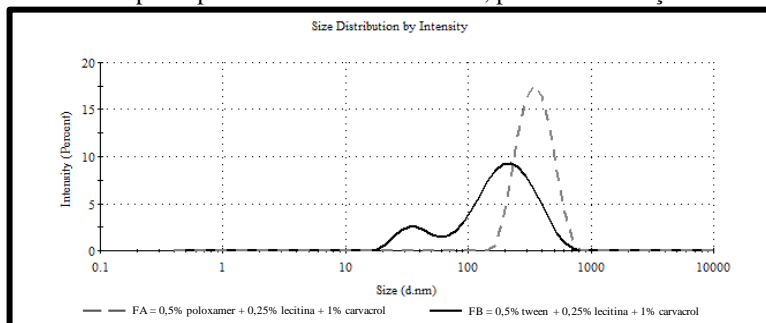 Size Distribution by Intensity
20
15
10
5
0
Intensity (Percent)
0.1 1 10 100 1000 10000
Size (d.nm)
FA = 0,5% poloxamer + 0,25% lecitina + 1% carvacrol FB = 0,5% tween + 0,25% lecitina + 1% carvacrol